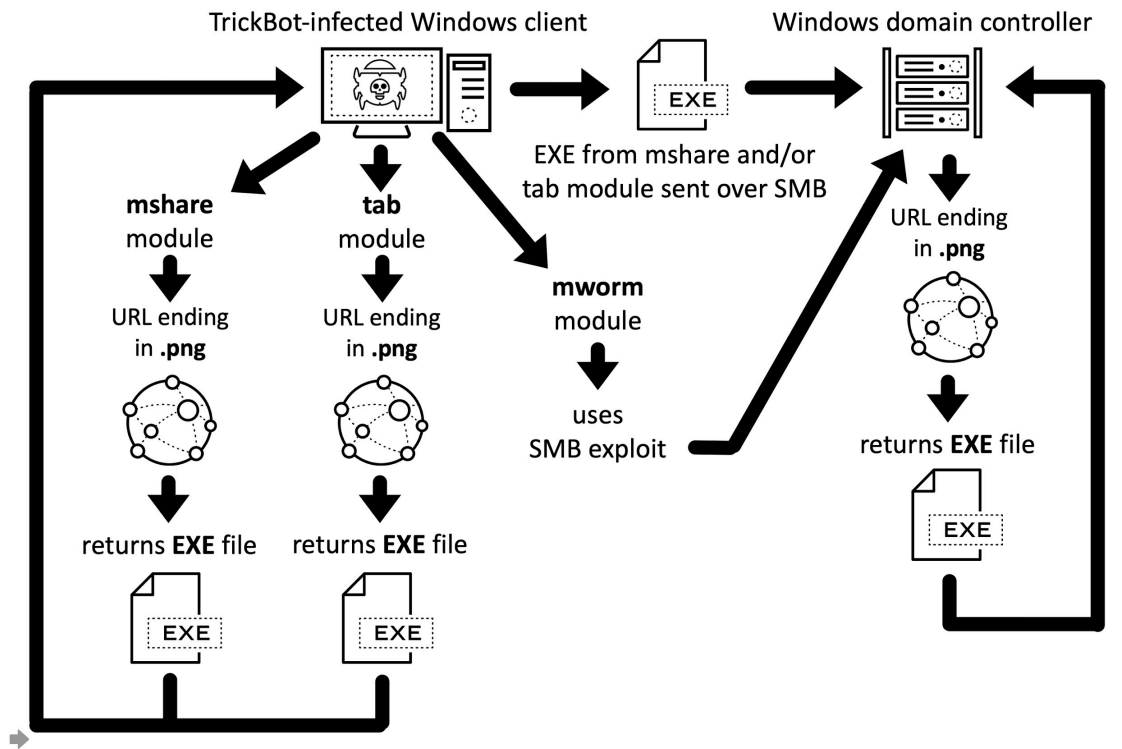 TrickBot-infected Windows client
Windows domain controller
EXE
EXE from mshare and/or
tab module sent over SMB
mshare
module
URL ending
in .png
returns EXE file
EXE
tab
module
URL ending
in .png
returns EXE file
EXE
mworm
module
uses
SMB exploit
URL ending
in .png
returns EXE file
EXE